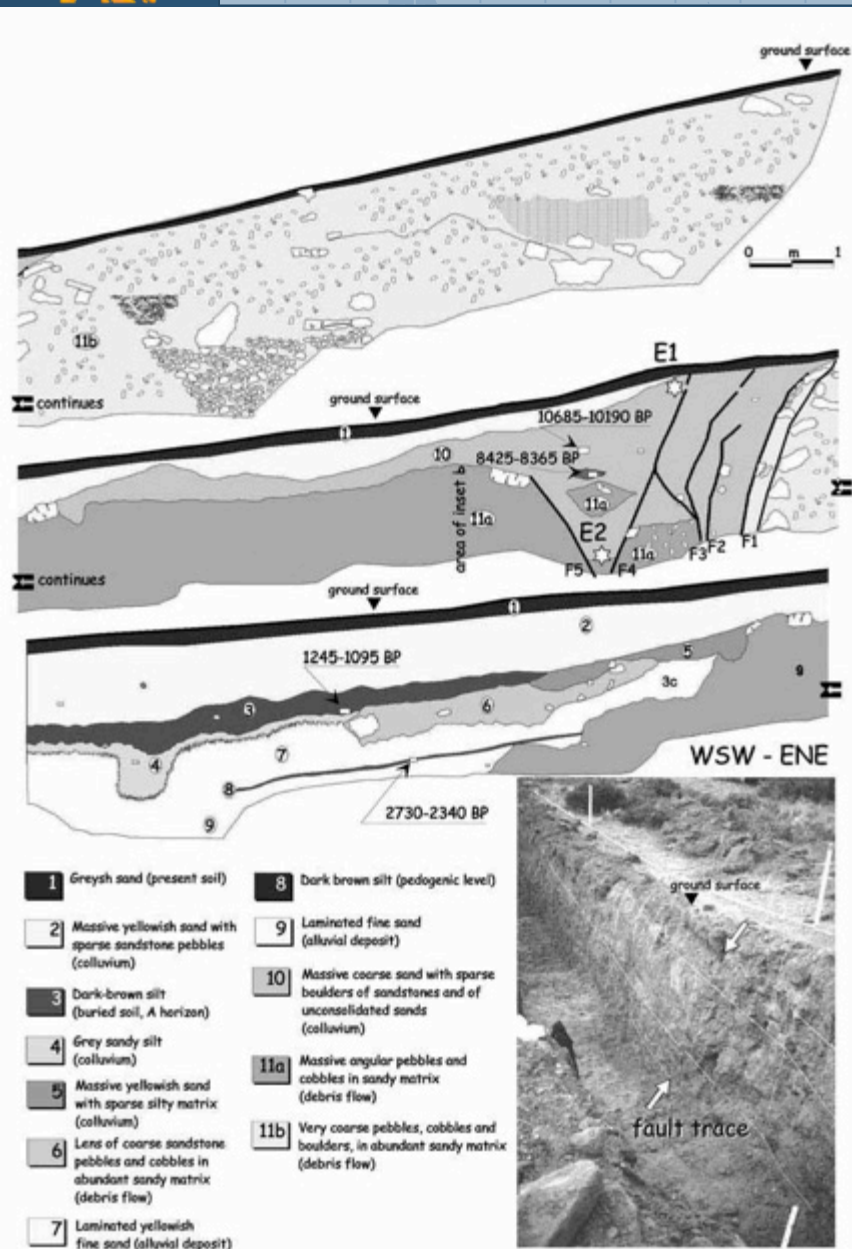 ground surface
0 m 1
11b
E1
continues
ground surface
1
10685-10190 BP
10
8425-8365 BP
area of inset b
11a
11a
E2
11a
F5
F4
F3
F2
F1
continues
ground surface
1
2
5
1245-1095 BP
3c
9
3
6
7
4
WSW - ENE
8
2730-2340 BP
9
1 Greysh sand (present soil)
2 Massive yellowish sand with
sparse sandstone pebbles
(colluvium)
3 Dark-brown silt
(buried soil, A horizon)
4 Grey sandy silt
(colluvium)
5 Massive yellowish sand
with sparse silty matrix
(colluvium)
6 Lens of coarse sandstone
pebbles and cobbles in
abundant sandy matrix
(debris flow)
7 Laminated yellowish
fine sand (alluvial deposit)
8 Dark brown silt (pedogenic level)
9 Laminated fine sand
(alluvial deposit)
10 Massive coarse sand with sparse
boulders of sandstones and of
unconsolidated sands
(colluvium)
11a Massive angular pebbles and
cobbles in sandy matrix
(debris flow)
11b Very coarse pebbles, cobbles and
boulders, in abundant sandy matrix
(debris flow)
ground surface
fault trace